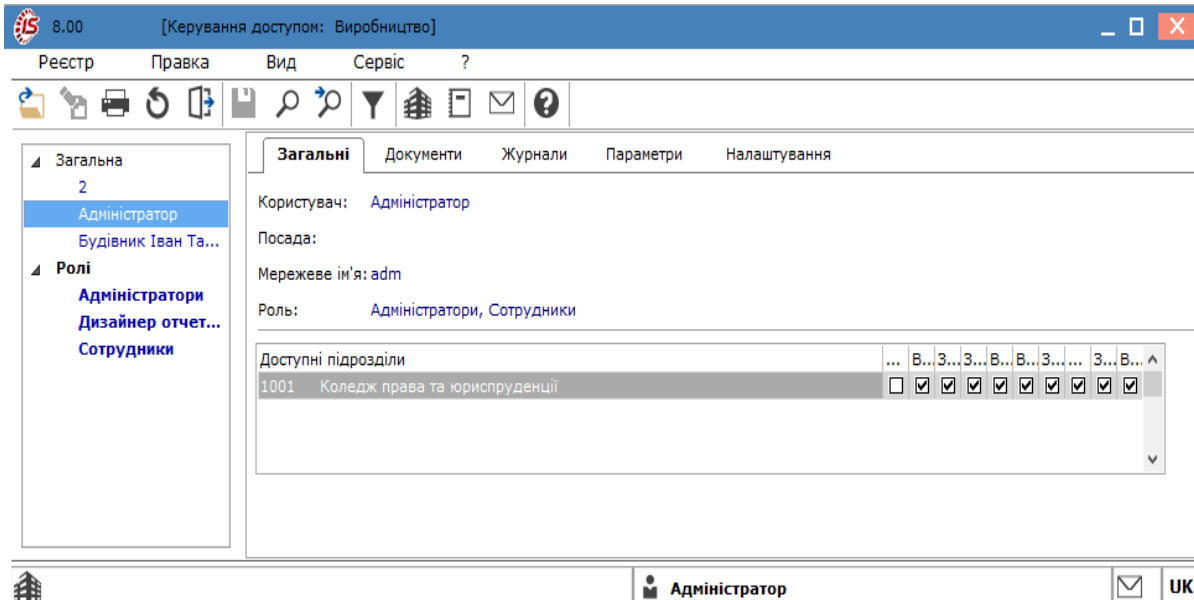 IS 8.00 [Керування доступом: Виробництво]
Реєстр Правка Вид Сервіс ?
Загальна
2
Адміністратор
Будівник Іван Та...
Ролі
Адміністратори
Дизайнер отчет...
Сотрудники
Загальні Документи Журнали Параметри Налаштування
Користувач: Адміністратор
Посада:
Мережеве ім'я: adm
Роль: Адміністратори, Сотрудники
Доступні підрозділи ... В... З... З... В... В... З... ... З... В...
1001 Коледж права та юриспруденції
Адміністратор UK